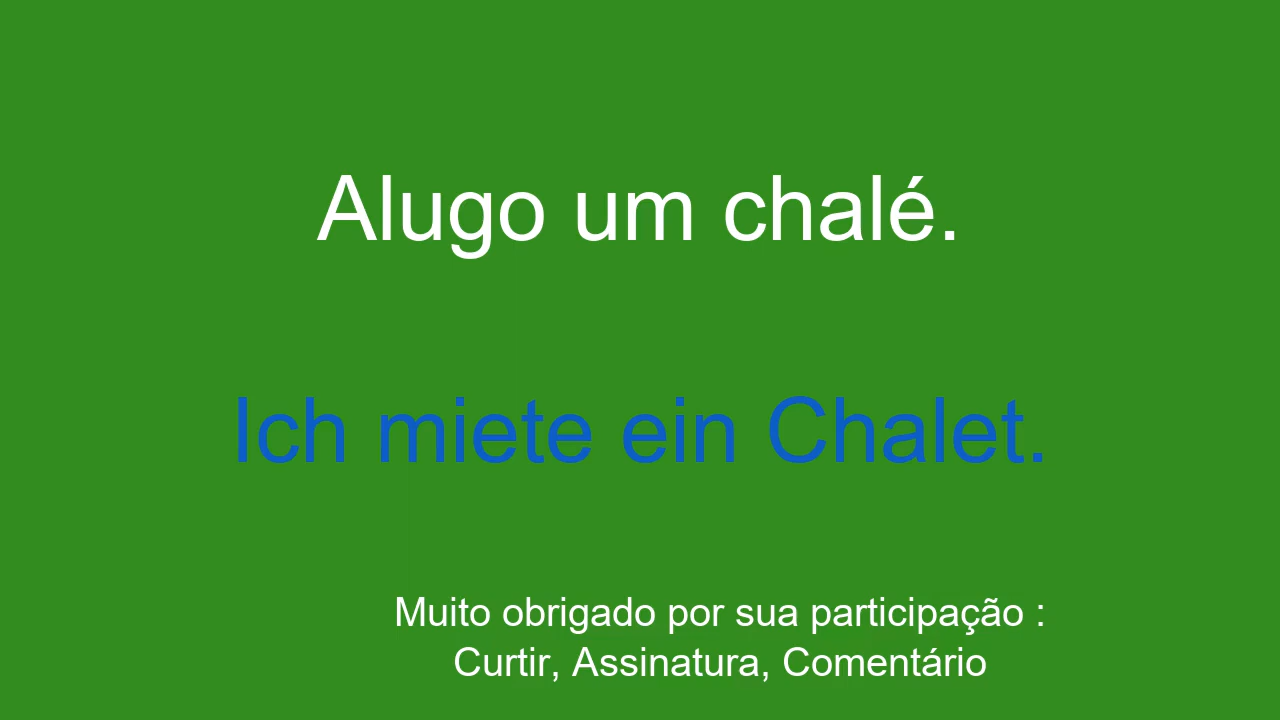 Alugo um chalé.
Ich miete ein Chalet.
Muito obrigado por sua participação :
Curtir, Assinatura, Comentário